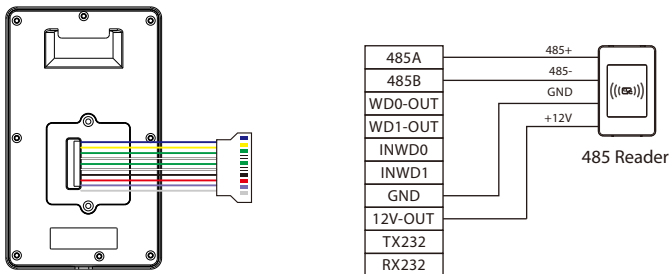 485A
485B
WD0-OUT
WD1-OUT
INWD0
INWD1
GND
12V-OUT
TX232
RX232
485+
485-
GND
+12V
485 Reader